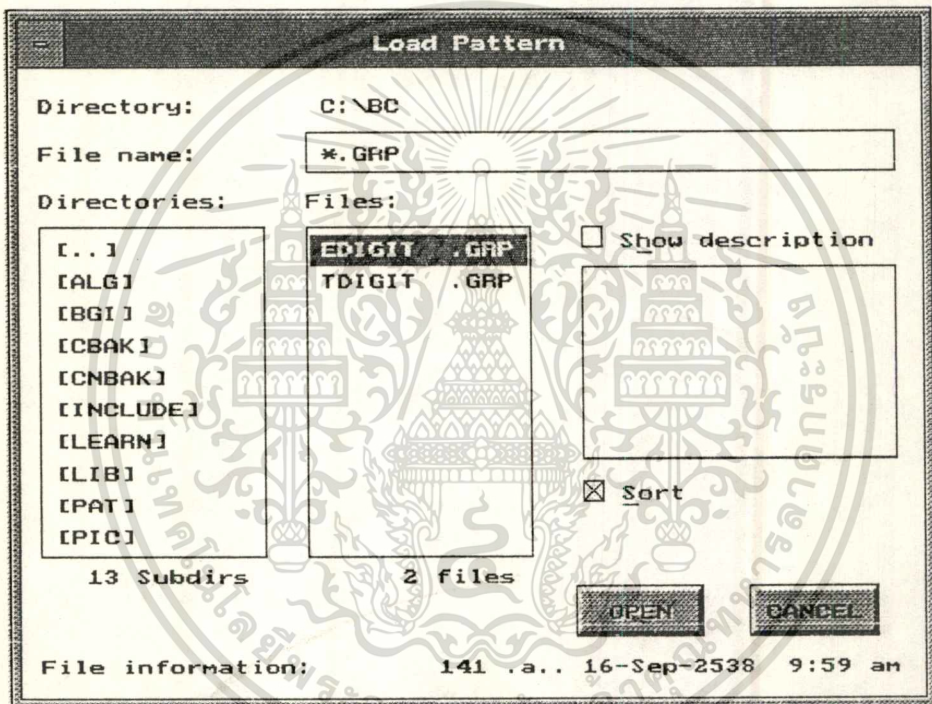 Load Pattern
Directory: C:\BC
File name: *.GRP
Directories: Files:
[..]
[ALG]
[BGI]
[CBAK]
[CNBAK]
[INCLUDE]
[LEARN]
[LIB]
[PAT]
[PIC]
13 Subdirs
EDIGIT .GRP
TDIGIT .GRP
2 files
Show description
Sort
OPEN CANCEL
File information: 141 .a.. 16-Sep-2538 9:59 am